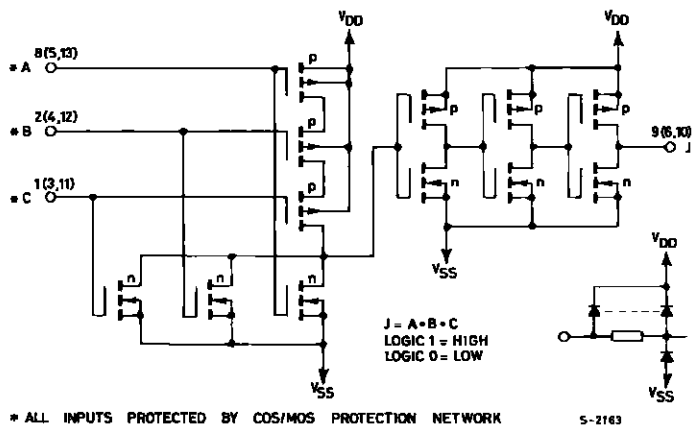 VDD
VDD
8(5,13)
* A
p
2(4,12)
* B
p
p
p
p
9(6,10)
J
1(3,11)
* C
p
n
n
n
n
n
n
VSS
VDD
J = A•B•C
LOGIC 1 = HIGH
LOGIC 0 = LOW
VSS
VSS
* ALL INPUTS PROTECTED BY COS/MOS PROTECTION NETWORK
S-2163